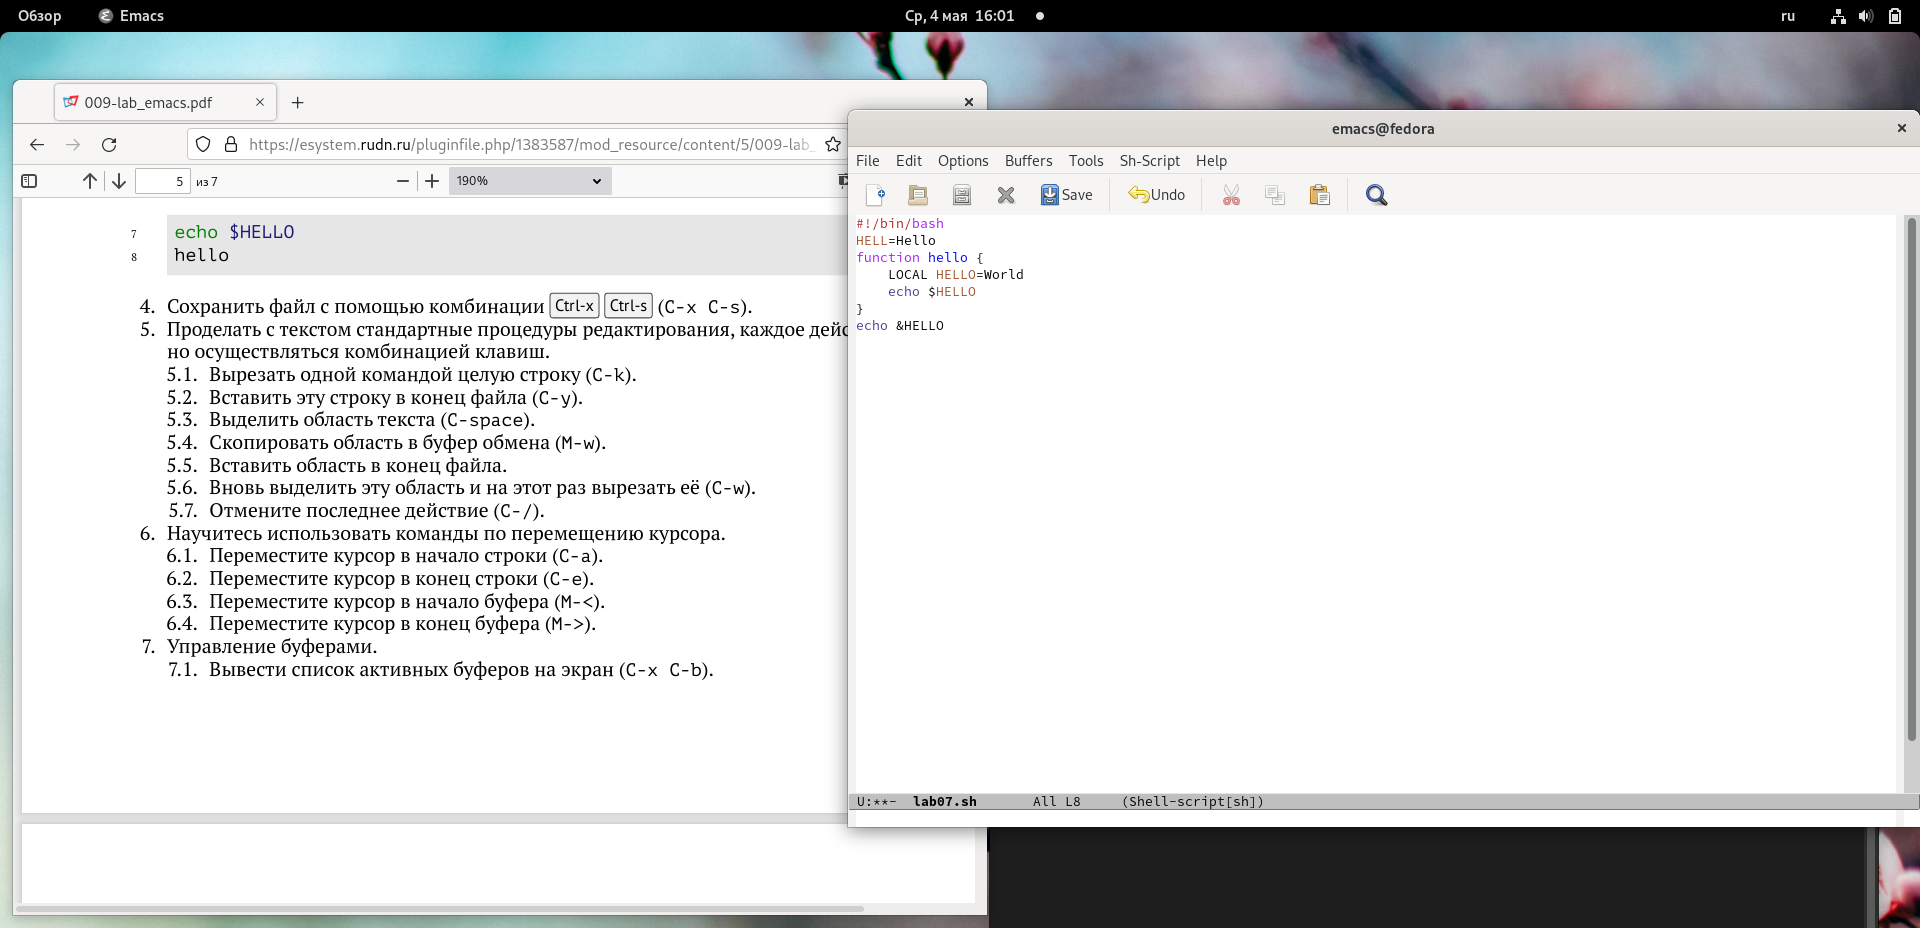 Обзор Emacs Ср, 4 мая 16:01 ru
009-lab_emacs.pdf
https://esystem.rudn.ru/pluginfile.php/1383587/mod_resource/content/5/009-lab_
5 из 7 190%
7 echo $HELLO
8 hello
4. Сохранить файл с помощью комбинации Ctrl-x Ctrl-s (C-x C-s).
5. Проделать с текстом стандартные процедуры редактирования, каждое дейс
но осуществляться комбинацией клавиш.
5.1. Вырезать одной командой целую строку (C-k).
5.2. Вставить эту строку в конец файла (C-y).
5.3. Выделить область текста (C-space).
5.4. Скопировать область в буфер обмена (M-w).
5.5. Вставить область в конец файла.
5.6. Вновь выделить эту область и на этот раз вырезать её (C-w).
5.7. Отмените последнее действие (C-/).
6. Научитесь использовать команды по перемещению курсора.
6.1. Переместите курсор в начало строки (C-a).
6.2. Переместите курсор в конец строки (C-e).
6.3. Переместите курсор в начало буфера (M-<).
6.4. Переместите курсор в конец буфера (M->).
7. Управление буферами.
7.1. Вывести список активных буферов на экран (C-x C-b).
emacs@fedora
File Edit Options Buffers Tools Sh-Script Help
Save Undo
#!/bin/bash
HELL=Hello
function hello {
    LOCAL HELLO=World
    echo $HELLO
}
echo &HELLO
U:**- lab07.sh All L8 (Shell-script[sh])